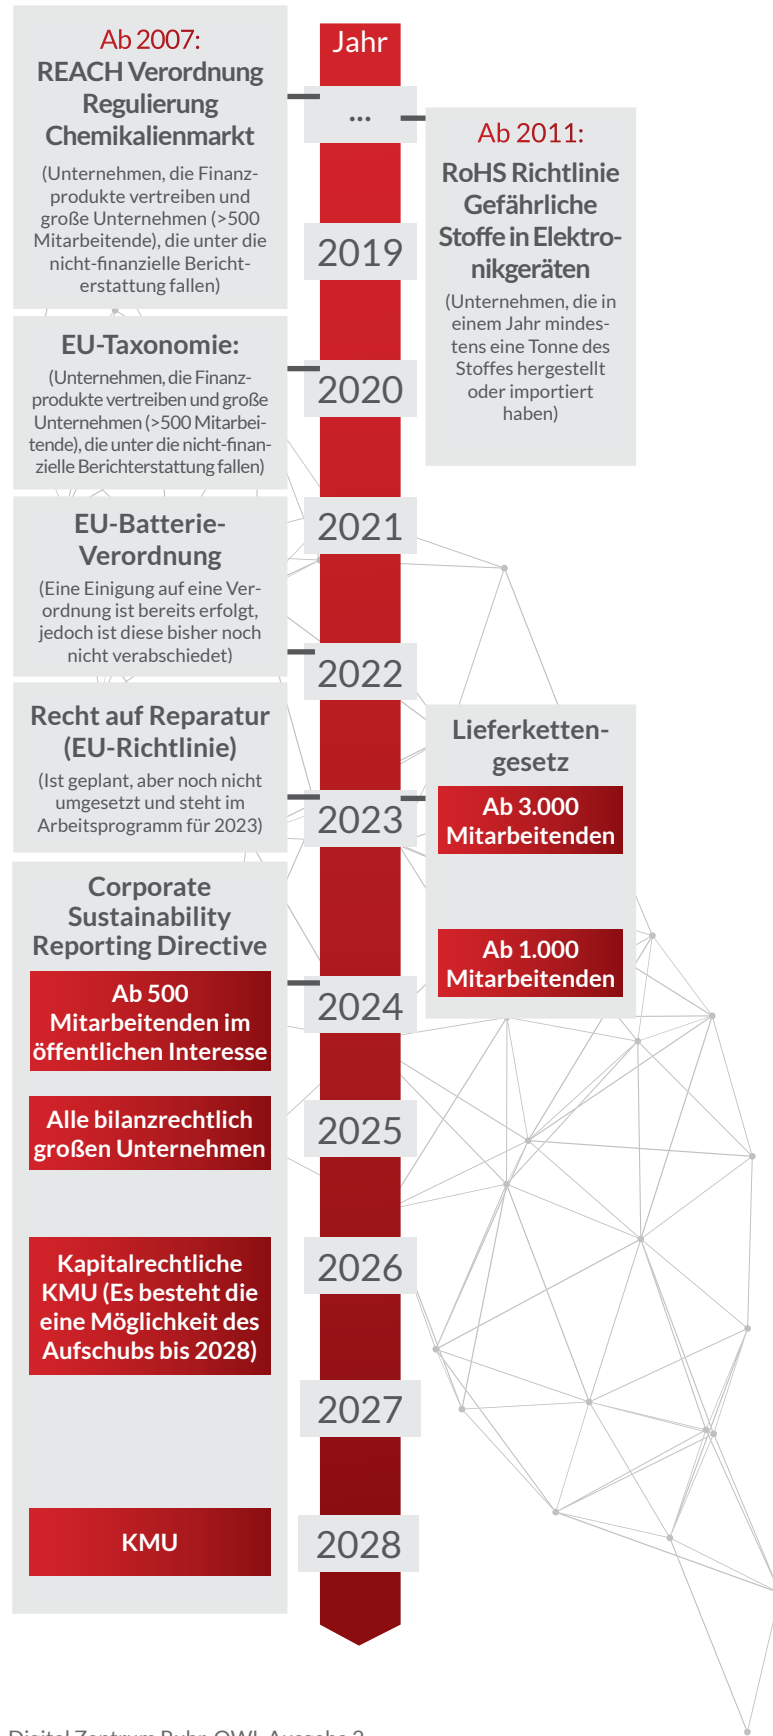 Jahr
...
Ab 2007:
REACH Verordnung
Regulierung
Chemikalienmarkt
(Unternehmen, die Finanz-
produkte vertreiben und
große Unternehmen (>500
Mitarbeitende), die unter die
nicht-finanzielle Bericht-
erstattung fallen)
Ab 2011:
RoHS Richtlinie
Gefährliche
Stoffe in Elektro-
nikgeräten
(Unternehmen, die in
einem Jahr mindes-
tens eine Tonne des
Stoffes hergestellt
oder importiert
haben)
2019
EU-Taxonomie:
(Unternehmen, die Finanz-
produkte vertreiben und große
Unternehmen (>500 Mitarbei-
tende), die unter die nicht-finan-
zielle Berichterstattung fallen)
2020
2021
EU-Batterie-
Verordnung
(Eine Einigung auf eine Ver-
ordnung ist bereits erfolgt,
jedoch ist diese bisher noch
nicht verabschiedet)
2022
Recht auf Reparatur
(EU-Richtlinie)
(Ist geplant, aber noch nicht
umgesetzt und steht im
Arbeitsprogramm für 2023)
2023
Lieferketten-
gesetz
Ab 3.000
Mitarbeitenden
Ab 1.000
Mitarbeitenden
Corporate
Sustainability
Reporting Directive
Ab 500
Mitarbeitenden im
öffentlichen Interesse
2024
Alle bilanzrechtlich
großen Unternehmen
2025
Kapitalrechtliche
KMU (Es besteht die
eine Möglichkeit des
Aufschubs bis 2028)
2026
2027
KMU
2028